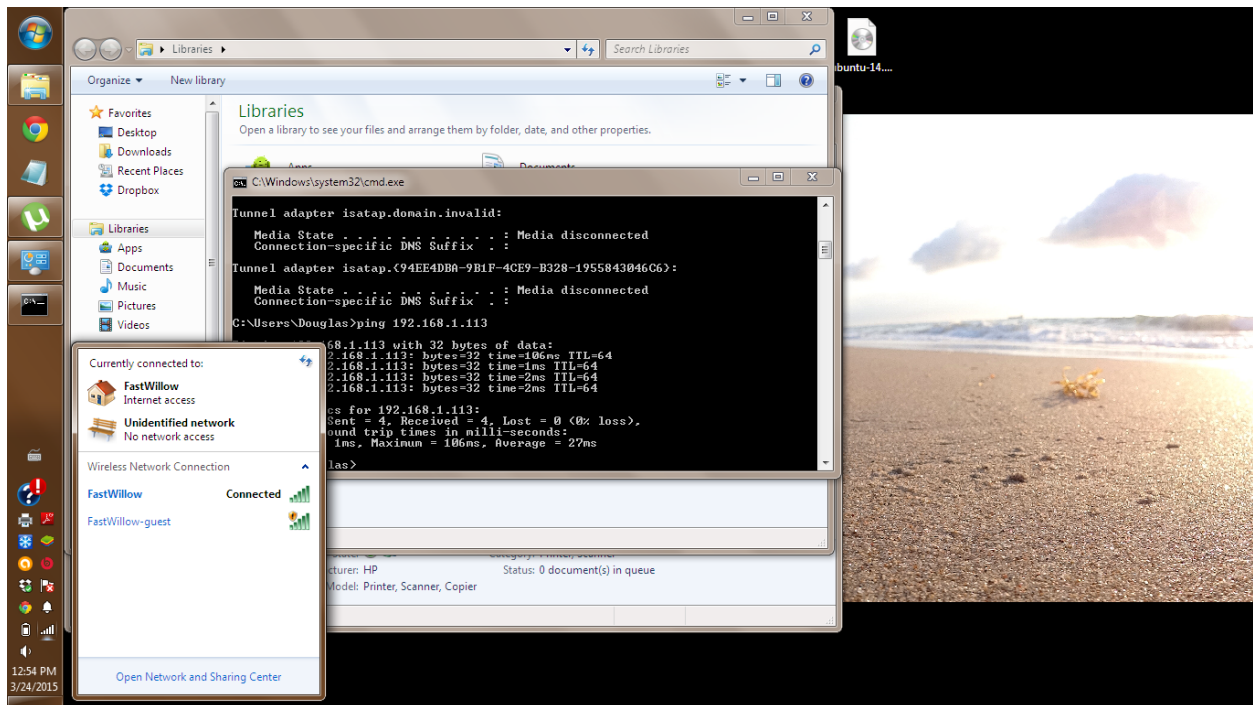 Libraries
Search Libraries
Organize
New library
Favorites
Desktop
Downloads
Recent Places
Dropbox
Libraries
Apps
Documents
Music
Pictures
Videos
Libraries
Open a library to see your files and arrange them by folder, date, and other properties.
Apps
Documents
buntu-14....
C:\Windows\system32\cmd.exe
Tunnel adapter isatap.domain.invalid:
Media State . . . . . . . . . . . : Media disconnected
Connection-specific DNS Suffix . :
Tunnel adapter isatap.{94EE4DBA-9B1F-4CE9-B328-1955843046C6}:
Media State . . . . . . . . . . . : Media disconnected
Connection-specific DNS Suffix . :
C:\Users\Douglas>ping 192.168.1.113
68.1.113 with 32 bytes of data:
2.168.1.113: bytes=32 time=106ms TTL=64
2.168.1.113: bytes=32 time=1ms TTL=64
2.168.1.113: bytes=32 time=2ms TTL=64
2.168.1.113: bytes=32 time=2ms TTL=64
cs for 192.168.1.113:
Sent = 4, Received = 4, Lost = 0 (0% loss),
ound trip times in milli-seconds:
1ms, Maximum = 106ms, Average = 27ms
las>
Currently connected to:
FastWillow
Internet access
Unidentified network
No network access
Wireless Network Connection
FastWillow Connected
FastWillow-guest
Open Network and Sharing Center
cturer: HP
Status: 0 document(s) in queue
Model: Printer, Scanner, Copier
12:54 PM
3/24/2015